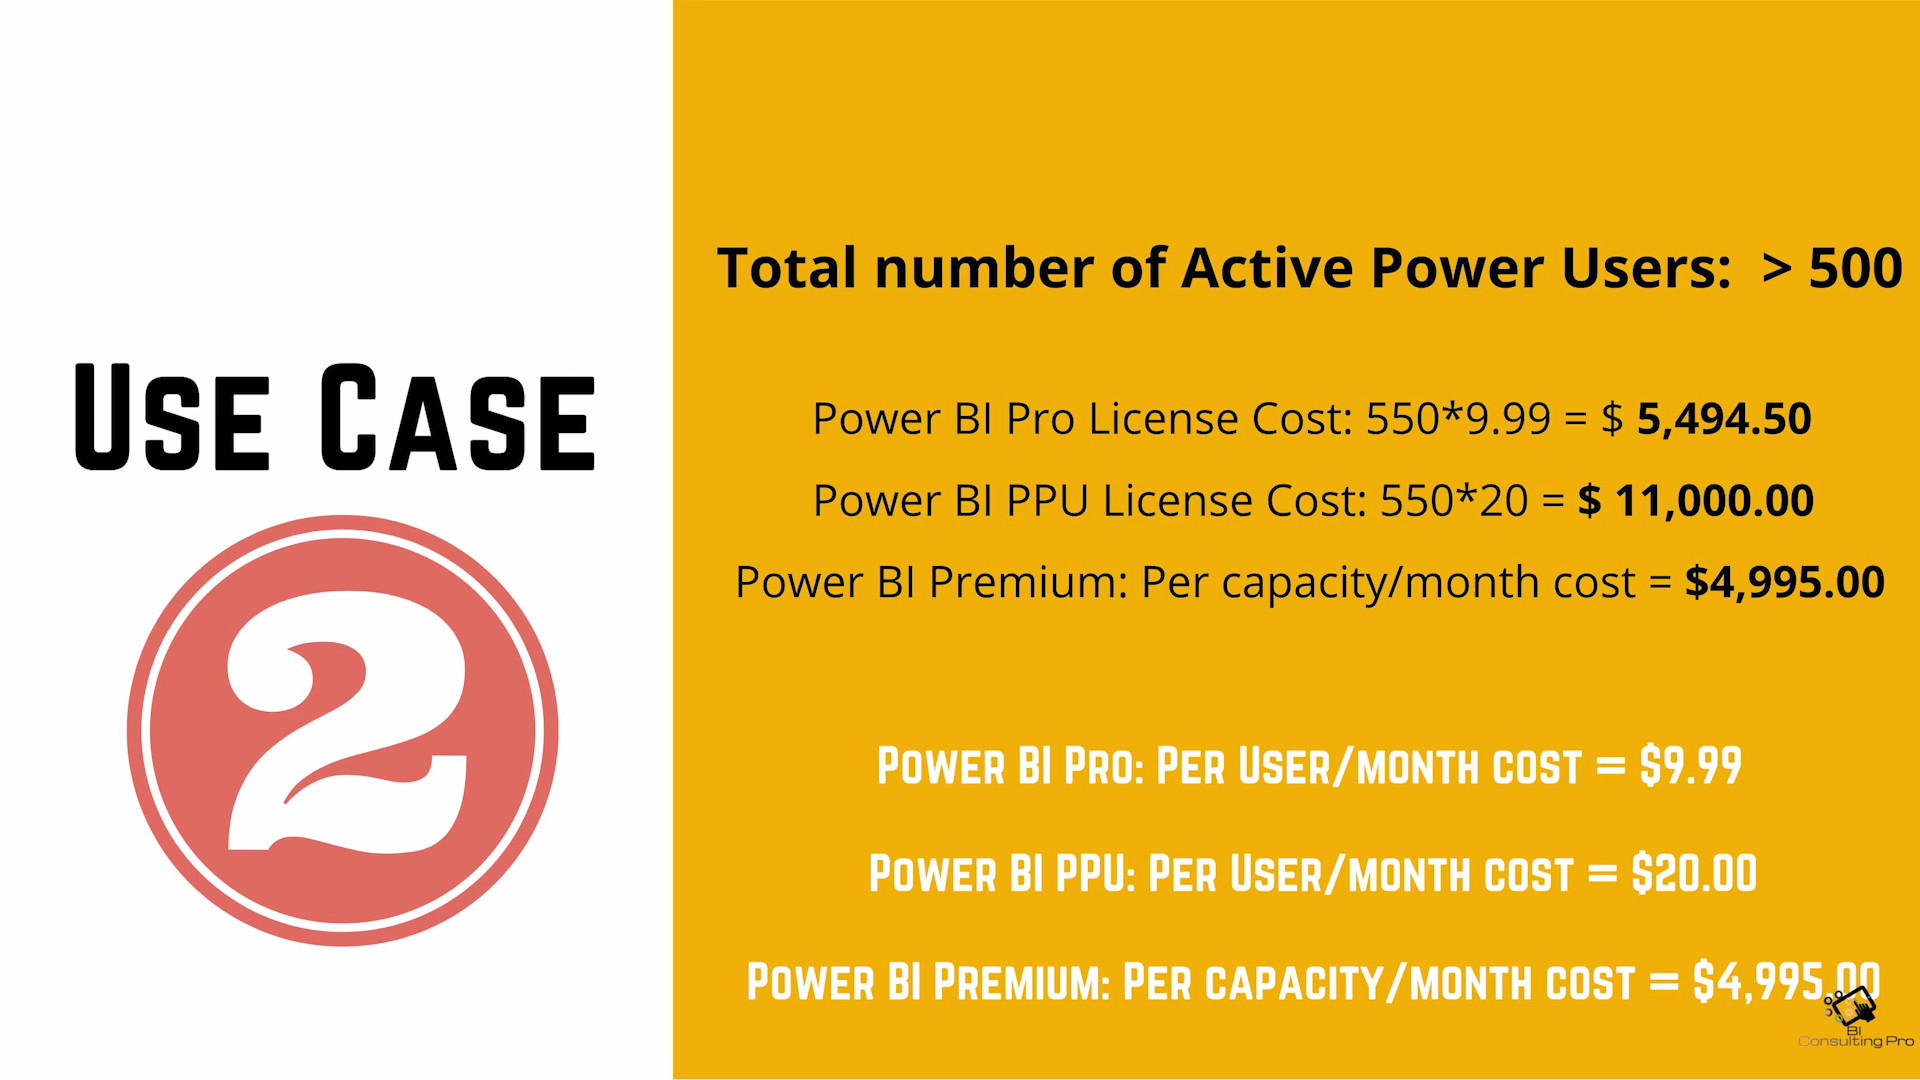 USE CASE
2
Total number of Active Power Users: > 500
Power BI Pro License Cost: 550*9.99 = $ 5,494.50
Power BI PPU License Cost: 550*20 = $ 11,000.00
Power BI Premium: Per capacity/month cost = $4,995.00
POWER BI PRO: PER USER/MONTH COST = $9.99
POWER BI PPU: PER USER/MONTH COST = $20.00
POWER BI PREMIUM: PER CAPACITY/MONTH COST = $4,995.00
BI
Consulting Pro